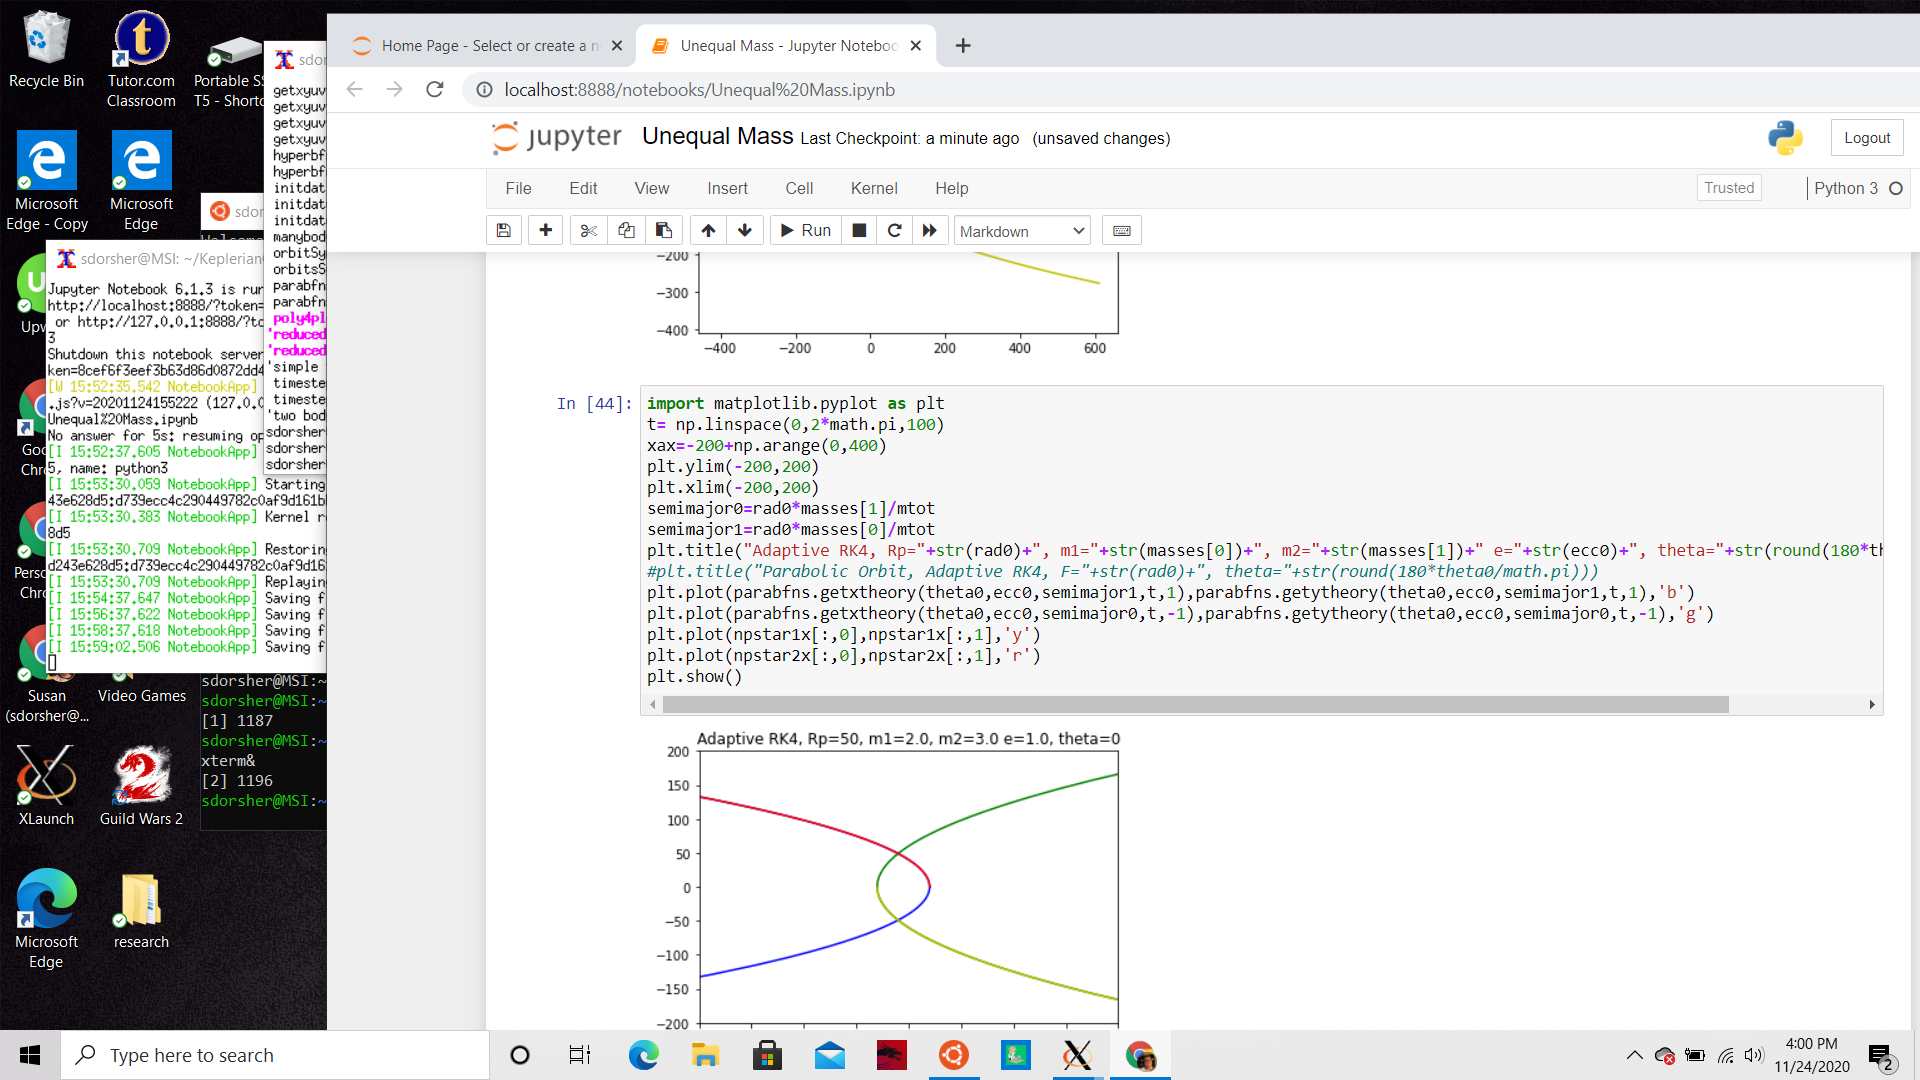 Recycle Bin
Tutor.com
Classroom
Portable SS
T5 - Shortc
Microsoft
Edge - Copy
Microsoft
Edge
Upw
Goo
Chr
Perso
Chr
Susan
(sdorsher@...
Video Games
XLaunch
Guild Wars 2
Microsoft
Edge
research
sdor
getxyuv
getxyuv
getxyuv
getxyuv
hyperbf
hyperbf
initdat
initdat
initdat
manybod
orbitSy
orbitsS
parabfn
parabfn
poly4pl
'reduced
'reduced
'simple
timeste
timeste
'two bod
sdorsher
sdorsher
sdorsher
sdor
sdorsher@MSI: ~/Keplerian
Jupyter Notebook 6.1.3 is run
http://localhost:8888/?token=
or http://127.0.0.1:8888/?to
3
Shutdown this notebook server
ken=8cef6f3eef3b63d86d0872dd4
[W 15:52:35.542 NotebookApp]
.js?v=20201124155222 (127.0.0
Unequal%20Mass.ipynb
No answer for 5s: resuming op
[I 15:52:37.605 NotebookApp]
5, name: python3
[I 15:53:30.059 NotebookApp] Starting
43e628d5:d739ecc4c290449782c0af9d161b
[I 15:53:30.383 NotebookApp] Kernel r
8d5
[I 15:53:30.709 NotebookApp] Restorin
d243e628d5:d739ecc4c290449782c0af9d16
[I 15:53:30.709 NotebookApp] Replaying
[I 15:54:37.647 NotebookApp] Saving f
[I 15:56:37.622 NotebookApp] Saving f
[I 15:58:37.618 NotebookApp] Saving f
[I 15:59:02.506 NotebookApp] Saving f
sdorsher@MSI:~
sdorsher@MSI:~
[1] 1187
sdorsher@MSI:~
xterm&
[2] 1196
sdorsher@MSI:~
Home Page - Select or create a n
Unequal Mass - Jupyter Noteboo
localhost:8888/notebooks/Unequal%20Mass.ipynb
jupyter Unequal Mass Last Checkpoint: a minute ago (unsaved changes)
Logout
File Edit View Insert Cell Kernel Help
Trusted
Python 3
Run
Markdown
−200
−300
−400
−400 −200 0 200 400 600
In [44]:
import matplotlib.pyplot as plt
t= np.linspace(0,2*math.pi,100)
xax=-200+np.arange(0,400)
plt.ylim(-200,200)
plt.xlim(-200,200)
semimajor0=rad0*masses[1]/mtot
semimajor1=rad0*masses[0]/mtot
plt.title("Adaptive RK4, Rp="+str(rad0)+", m1="+str(masses[0])+", m2="+str(masses[1])+" e="+str(ecc0)+", theta="+str(round(180*th
#plt.title("Parabolic Orbit, Adaptive RK4, F="+str(rad0)+", theta="+str(round(180*theta0/math.pi)))
plt.plot(parabfns.getxtheory(theta0,ecc0,semimajor1,t,1),parabfns.getytheory(theta0,ecc0,semimajor1,t,1),'b')
plt.plot(parabfns.getxtheory(theta0,ecc0,semimajor0,t,-1),parabfns.getytheory(theta0,ecc0,semimajor0,t,-1),'g')
plt.plot(npstar1x[:,0],npstar1x[:,1],'y')
plt.plot(npstar2x[:,0],npstar2x[:,1],'r')
plt.show()
Adaptive RK4, Rp=50, m1=2.0, m2=3.0 e=1.0, theta=0
200
150
100
50
0
−50
−100
−150
−200
Type here to search
4:00 PM
11/24/2020
2